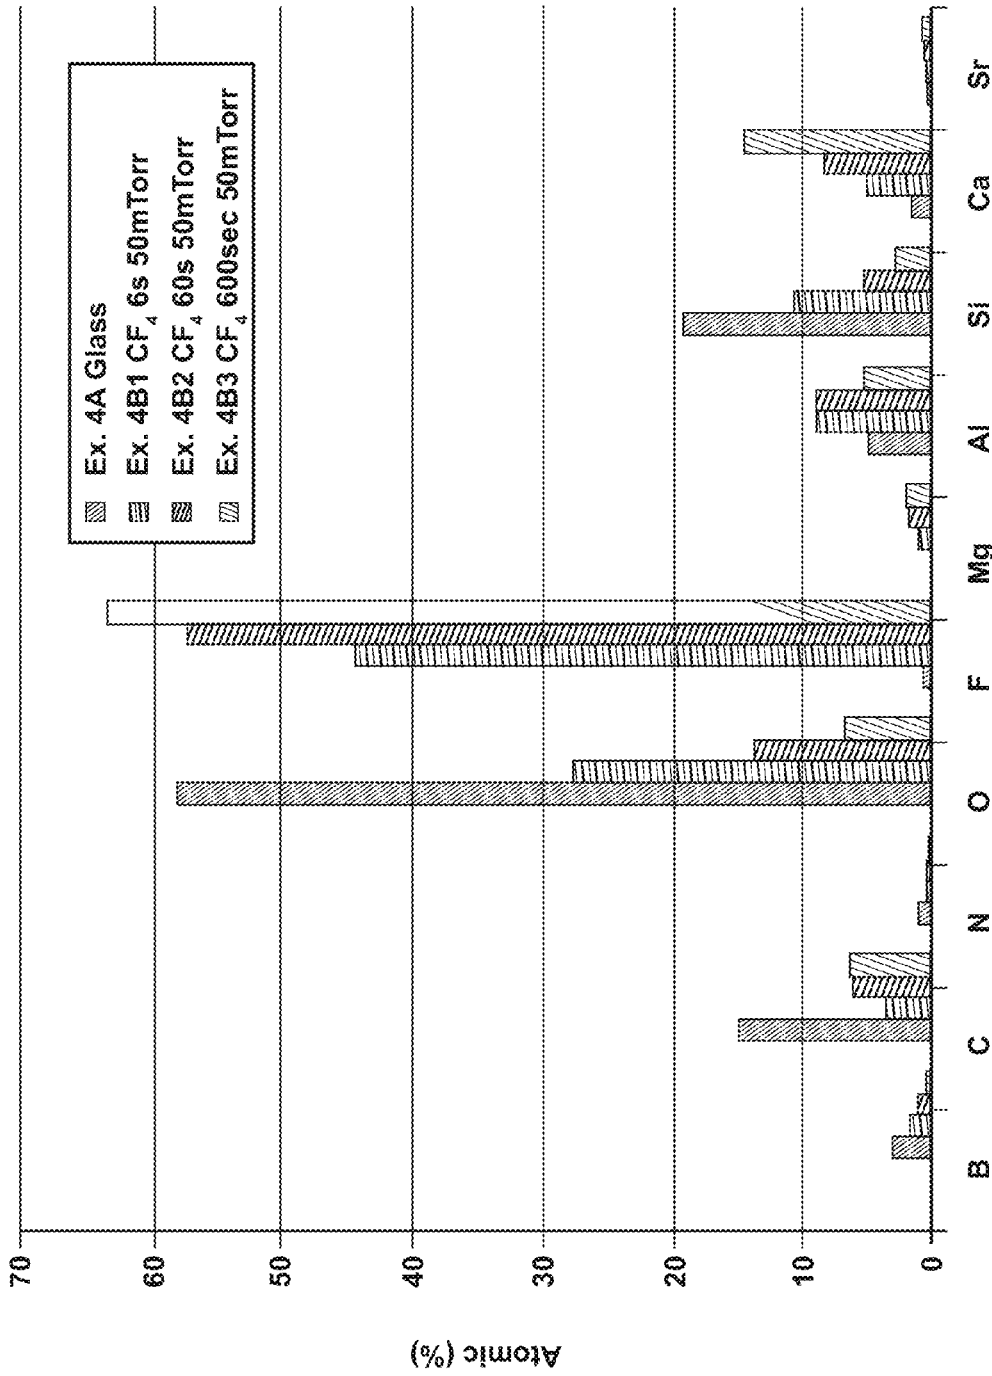 Atomic (%)
70
60
50
40
30
20
10
0
Ex. 4A Glass
Ex. 4B1 CF4 6s 50mTorr
Ex. 4B2 CF4 60s 50mTorr
Ex. 4B3 CF4 600sec 50mTorr
B C N O F Mg Al Si Ca Sr